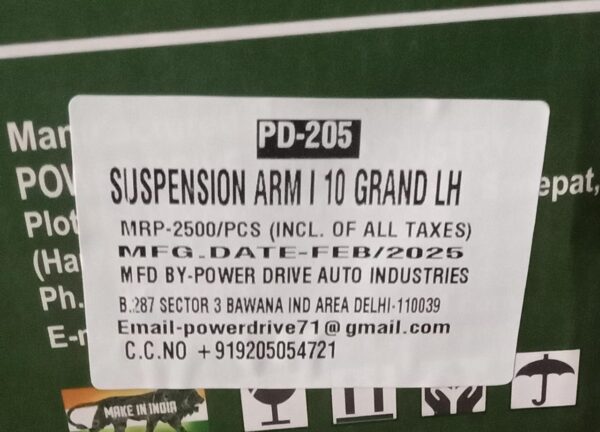 PD-205
SUSPENSION ARM I 10 GRAND LH
MRP-2500/PCS (INCL. OF ALL TAXES)
MFG.DATE-FEB/2025
MFD BY-POWER DRIVE AUTO INDUSTRIES
B.287 SECTOR 3 BAWANA IND AREA DELHI-110039
Email-powerdrive71@gmail.com
C.C.NO +919205054721
Plot
Ph.
MAKE IN INDIA